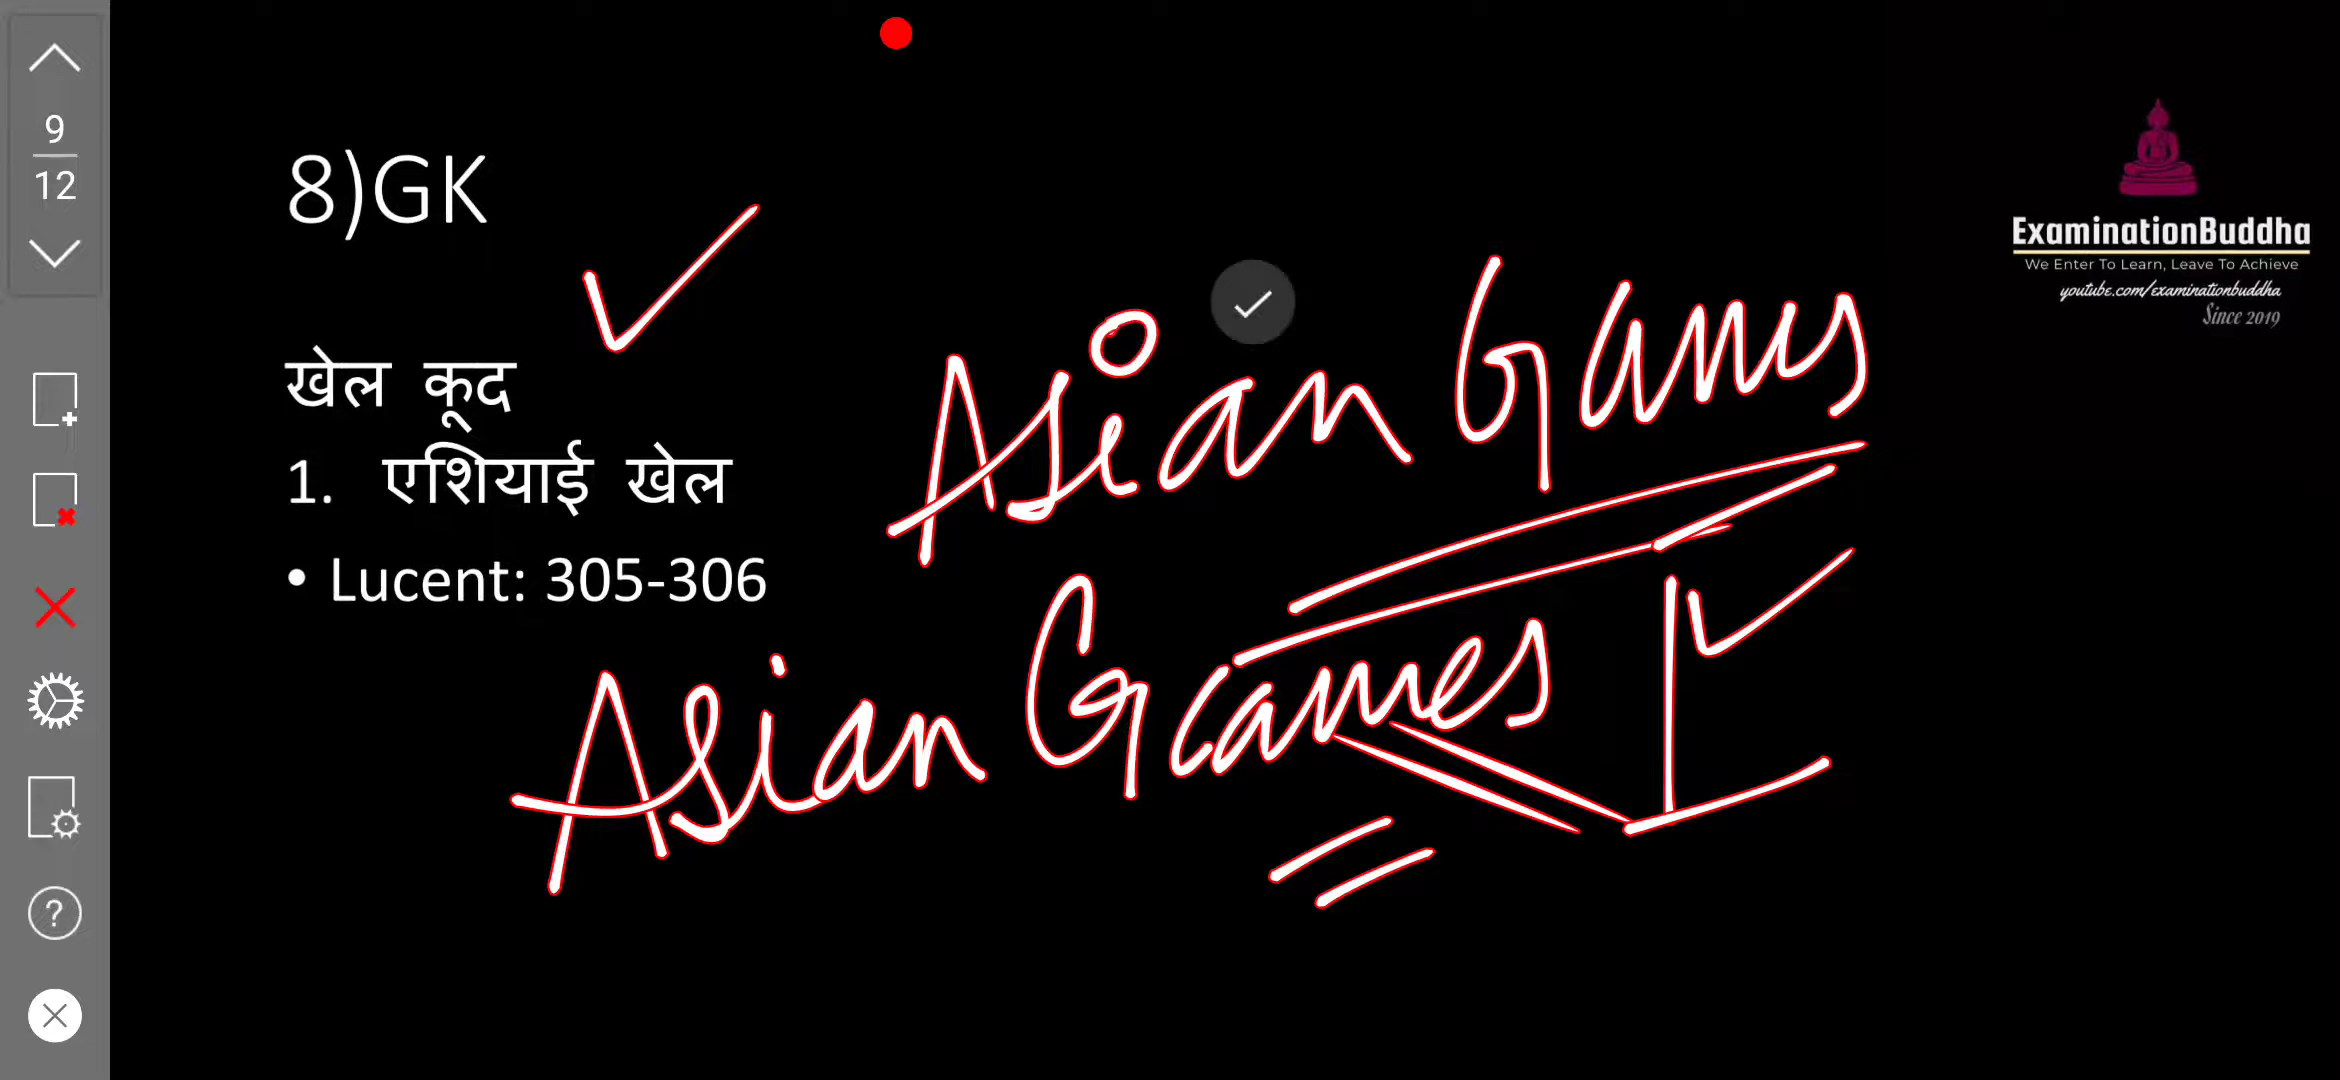 9
12
8)GK
खेल कूद
1. एशियाई खेल
• Lucent: 305-306
Asian Games
Asian Games
ExaminationBuddha
We Enter To Learn, Leave To Achieve
youtube.com/examinationbuddha
Since 2019
?